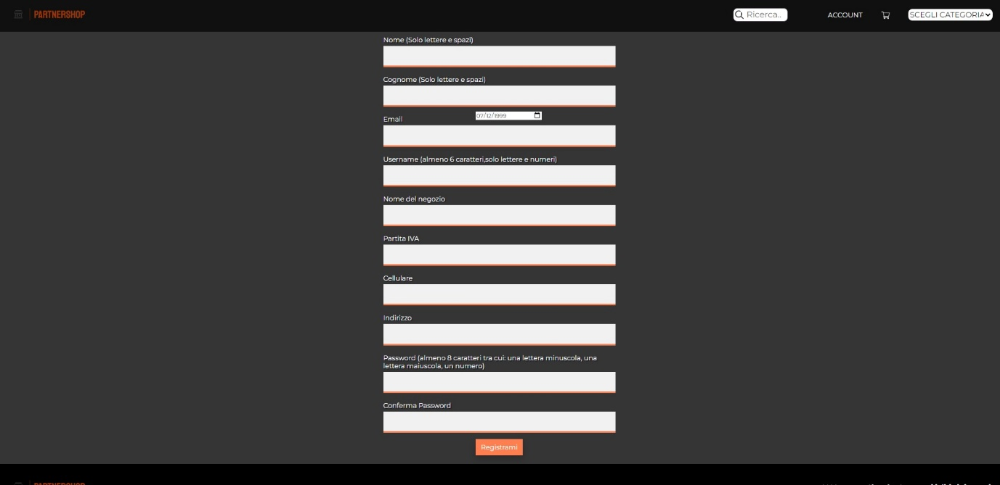 PARTNERSHOP
Ricerca..
ACCOUNT
SCEGLI CATEGORIA
Nome (Solo lettere e spazi)
Cognome (Solo lettere e spazi)
07/12/1999
Email
Username (almeno 6 caratteri,solo lettere e numeri)
Nome del negozio
Partita IVA
Cellulare
Indirizzo
Password (almeno 8 caratteri tra cui: una lettera minuscola, una
lettera maiuscola, un numero)
Conferma Password
Registrami
PARTNERSHOP